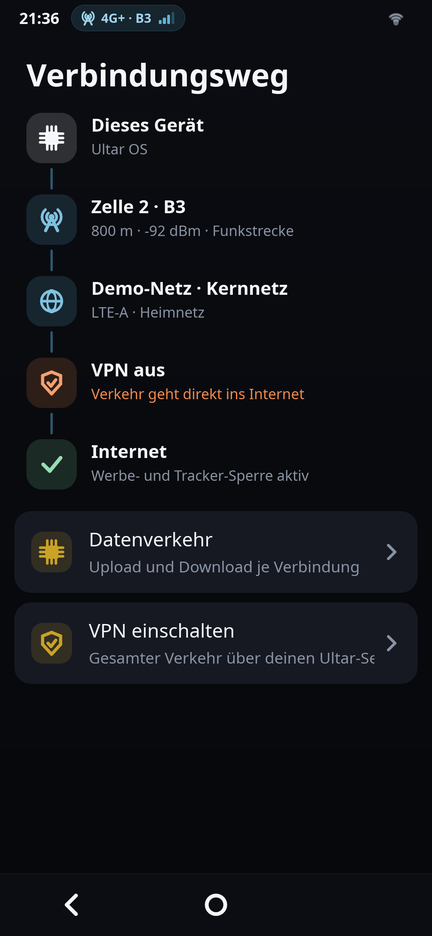 21:36
4G+ · B3
Verbindungsweg
Dieses Gerät
Ultar OS
Zelle 2 · B3
800 m · -92 dBm · Funkstrecke
Demo-Netz · Kernnetz
LTE-A · Heimnetz
VPN aus
Verkehr geht direkt ins Internet
Internet
Werbe- und Tracker-Sperre aktiv
Datenverkehr
Upload und Download je Verbindung
VPN einschalten
Gesamter Verkehr über deinen Ultar-Se